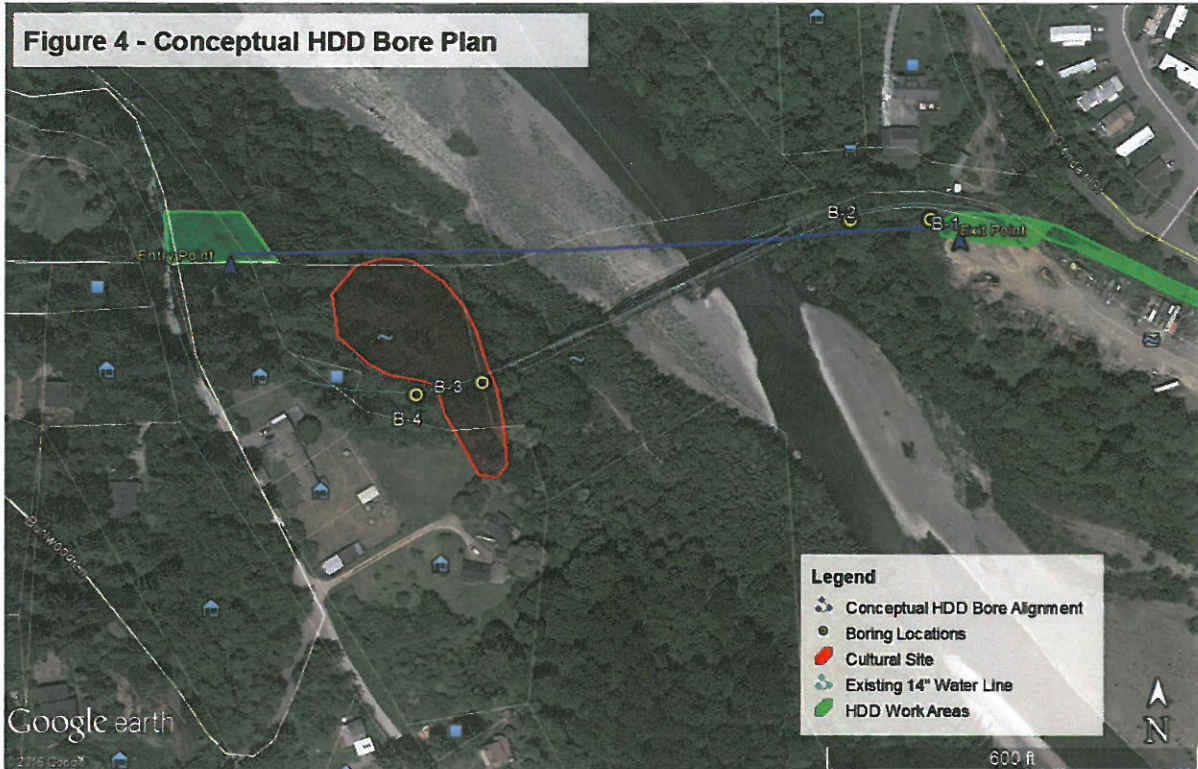 Figure 4 - Conceptual HDD Bore Plan
Entry Point
B-2
B-1
Exit Point
B-3
B-4
Legend
Conceptual HDD Bore Alignment
Boring Locations
Cultural Site
Existing 14" Water Line
HDD Work Areas
N
600 ft
Google earth